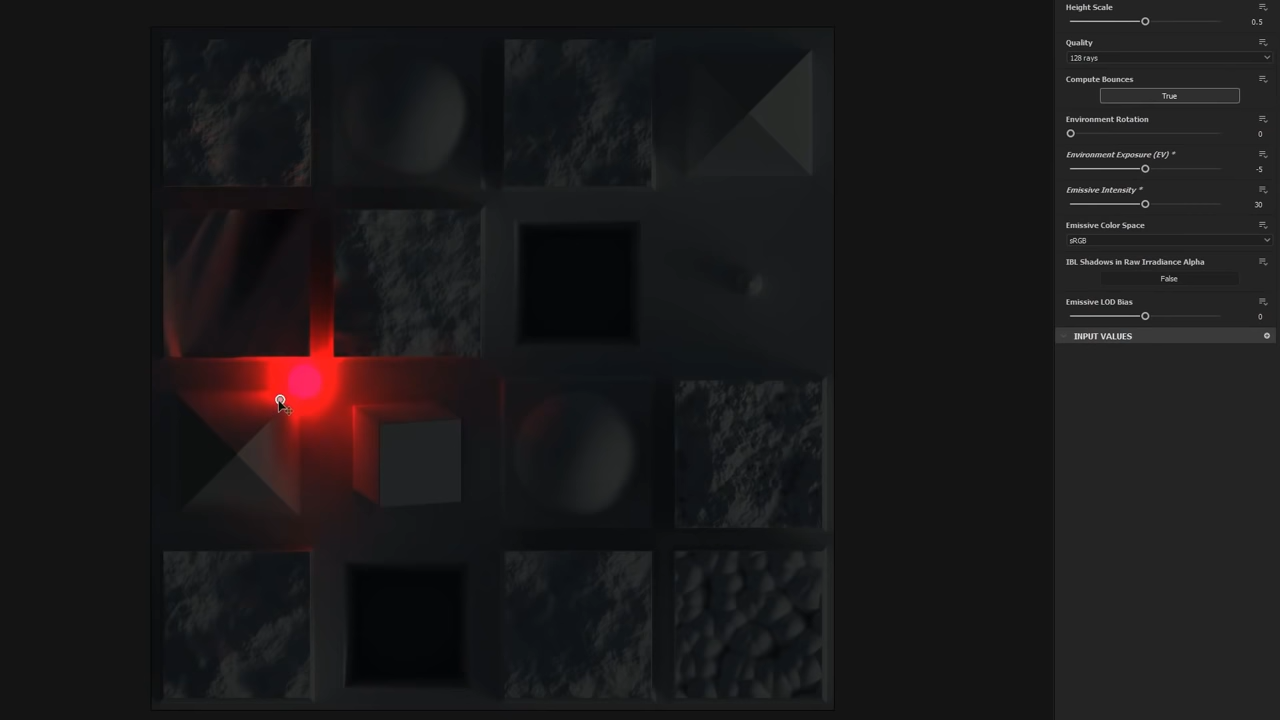 Height Scale
0.5
Quality
128 rays
Compute Bounces
True
Environment Rotation
0
Environment Exposure (EV) *
-5
Emissive Intensity *
30
Emissive Color Space
sRGB
IBL Shadows in Raw Irradiance Alpha
False
Emissive LOD Bias
0
INPUT VALUES